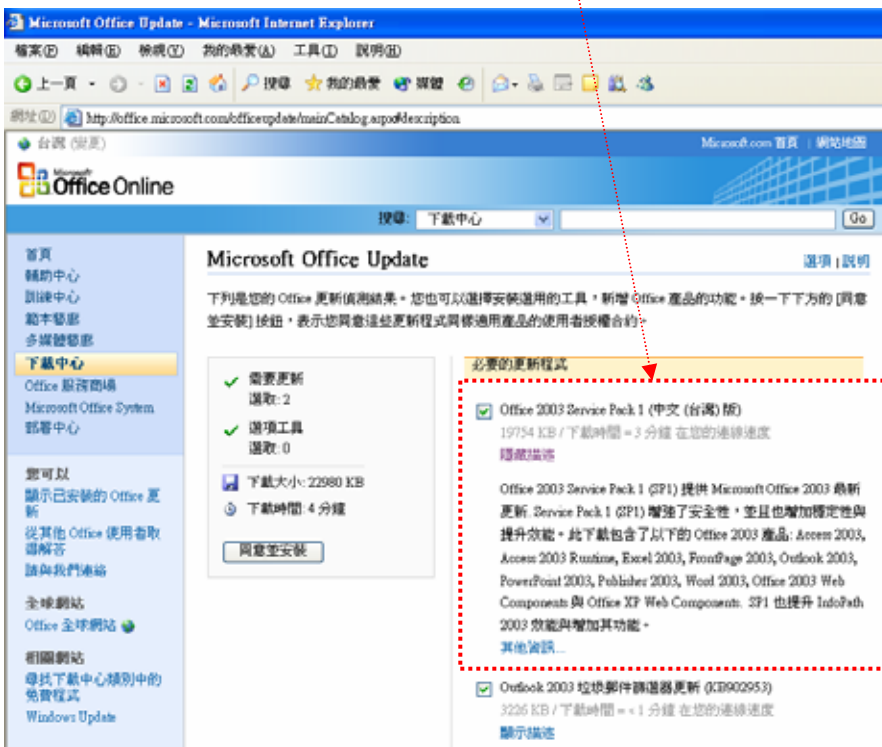 Microsoft Office Update - Microsoft Internet Explorer
檔案(F) 編輯(E) 檢視(V) 我的最愛(A) 工具(T) 說明(H)
上一頁 搜尋 我的最愛 媒體
網址(D) http://office.microsoft.com/officeupdate/mainCatalog.aspx#description
台灣 (變更) Microsoft.com 首頁 | 網站地圖
Microsoft Office Online
搜尋: 下載中心 Go
首頁
輔助中心
訓練中心
範本藝廊
多媒體藝廊
下載中心
Office 服務商場
Microsoft Office System
部署中心
您可以
顯示已安裝的 Office 更
新
從其他 Office 使用者取
得解答
請與我們連絡
全球網站
Office 全球網站
相關網站
尋找下載中心類別中的
免費程式
Windows Update
Microsoft Office Update 選項 | 說明
下列是您的 Office 更新偵測結果。您也可以選擇安裝選用的工具,新增 Office 產品的功能。按一下下方的 [同意
並安裝] 按鈕,表示您同意這些更新程式同樣適用產品的使用者授權合約。
需要更新
選取: 2
選項工具
選取: 0
下載大小: 22980 KB
下載時間: 4 分鐘
同意並安裝
必要的更新程式
Office 2003 Service Pack 1 (中文 (台灣) 版)
19754 KB / 下載時間 = 3 分鐘 在您的連線速度
隱藏描述
Office 2003 Service Pack 1 (SP1) 提供 Microsoft Office 2003 最新
更新. Service Pack 1 (SP1) 增強了安全性,並且也增加穩定性與
提升效能。此下載包含了以下的 Office 2003 產品: Access 2003,
Access 2003 Runtime, Excel 2003, FrontPage 2003, Outlook 2003,
PowerPoint 2003, Publisher 2003, Word 2003, Office 2003 Web
Components 與 Office XP Web Components. SP1 也提升 InfoPath
2003 效能與增加其功能。
其他資訊...
Outlook 2003 垃圾郵件篩選器更新 (KB902953)
3226 KB / 下載時間 = < 1 分鐘 在您的連線速度
顯示描述